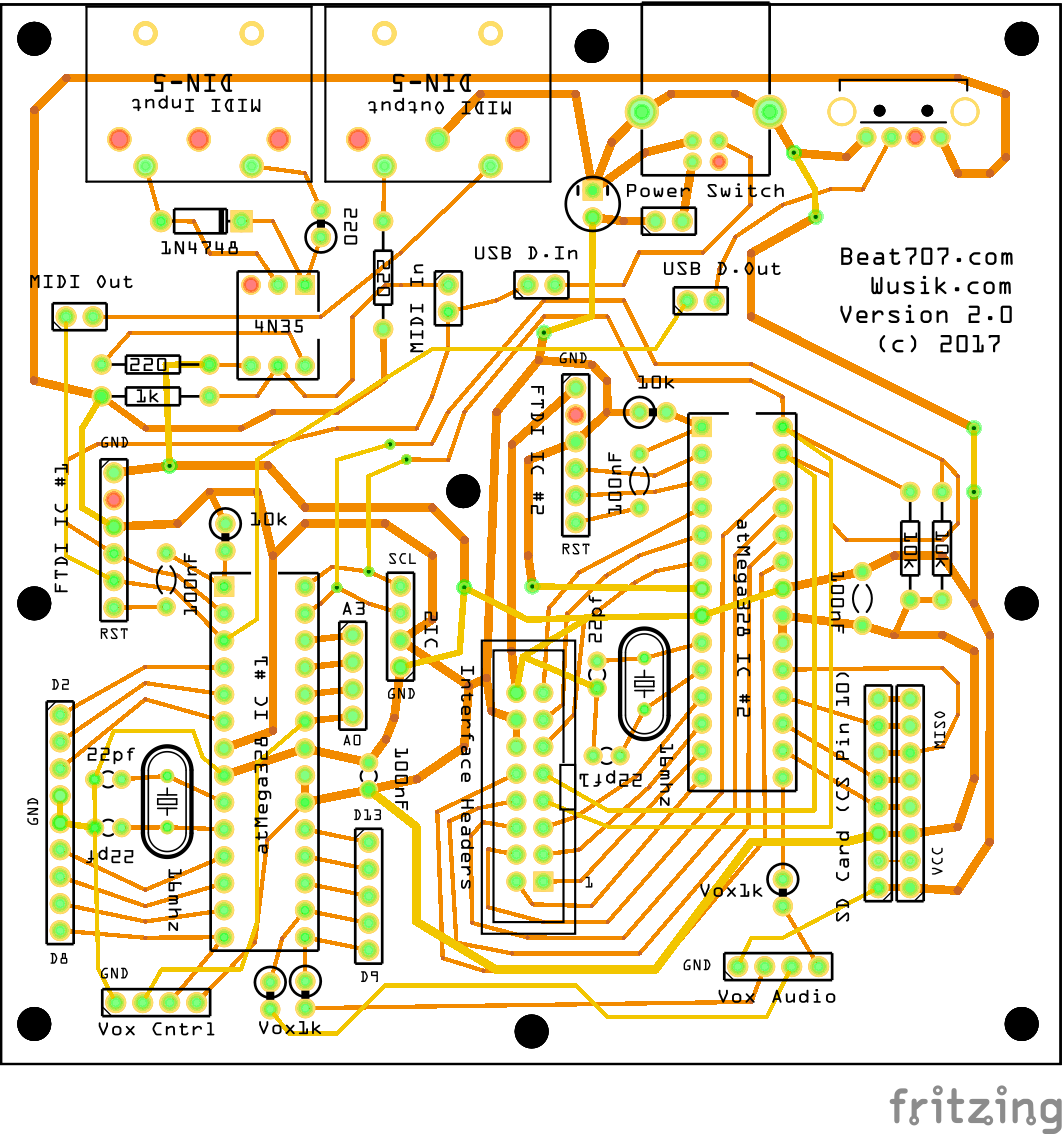 DIN-5
MIDI Input
DIN-5
MIDI Output
Power Switch
220
1N4748
220
MIDI In
USB D.In
USB D.Out
Beat707.com
Wusik.com
Version 2.0
(c) 2017
MIDI Out
4N35
220
1k
GND
FTDI IC #2
10k
100nF
RST
GND
FTDI IC #1
10k
100nF
RST
SCL
IIC
GND
A3
A0
atMega328 IC #1
atMega328 IC #2
10k
10k
100nF
22pf
22pf
16mhz
Interface Headers
1
D2
GND
D8
22pf
22pf
16mhz
100nF
D13
D9
MISO
SD Card (CS pin 10)
VCC
Vox1k
GND
Vox Audio
GND
Vox Cntrl
Vox1k
fritzing